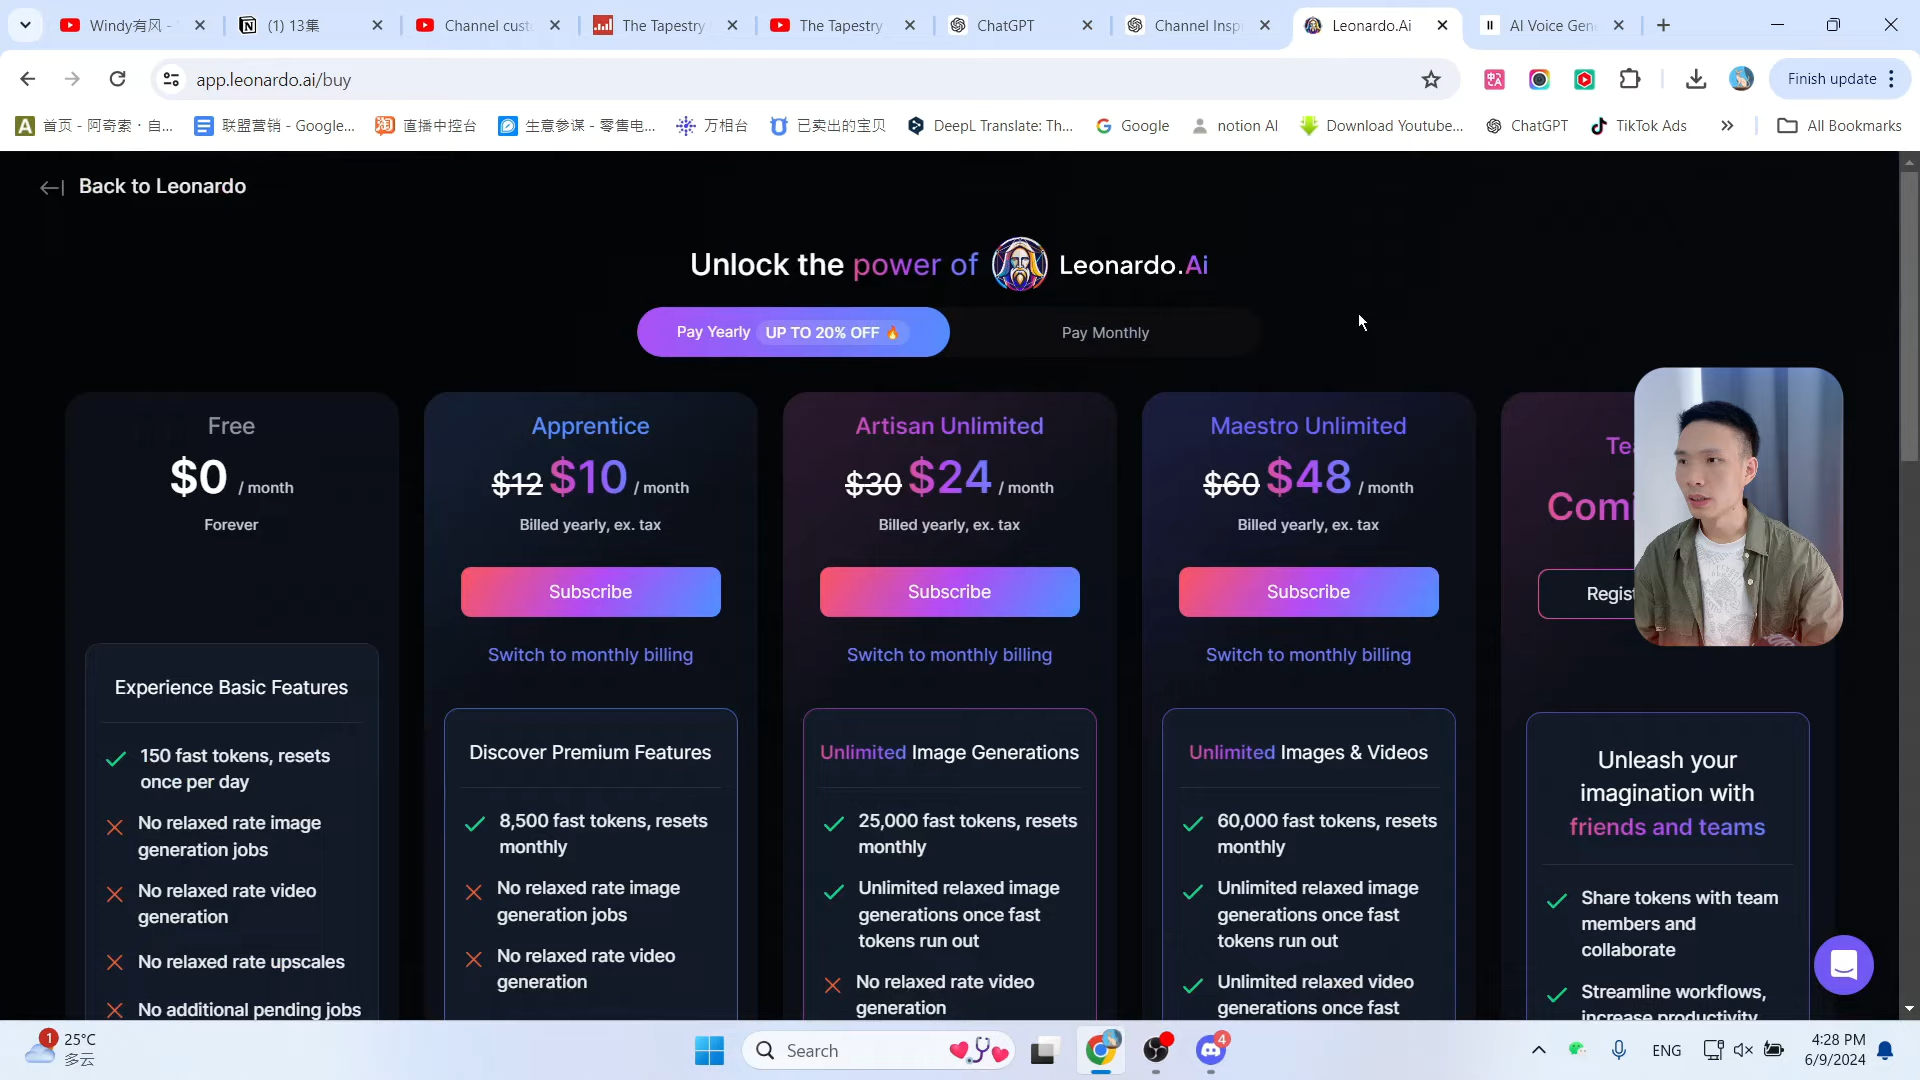 Windy有风 -
(1) 13集
Channel cust
The Tapestry
The Tapestry
ChatGPT
Channel Insp
Leonardo.Ai
AI Voice Gen
app.leonardo.ai/buy
Finish update
首页 - 阿奇索 · 自...
联盟营销 - Google...
直播中控台
生意参谋 - 零售电...
万相台
已卖出的宝贝
DeepL Translate: Th...
Google
notion AI
Download Youtube...
ChatGPT
TikTok Ads
All Bookmarks
Back to Leonardo
Unlock the power of Leonardo.Ai
Pay Yearly UP TO 20% OFF 🔥
Pay Monthly
Free
$0 / month
Forever
Experience Basic Features
150 fast tokens, resets
once per day
No relaxed rate image
generation jobs
No relaxed rate video
generation
No relaxed rate upscales
No additional pending jobs
Apprentice
$12 $10 / month
Billed yearly, ex. tax
Subscribe
Switch to monthly billing
Discover Premium Features
8,500 fast tokens, resets
monthly
No relaxed rate image
generation jobs
No relaxed rate video
generation
Artisan Unlimited
$30 $24 / month
Billed yearly, ex. tax
Subscribe
Switch to monthly billing
Unlimited Image Generations
25,000 fast tokens, resets
monthly
Unlimited relaxed image
generations once fast
tokens run out
No relaxed rate video
generation
Maestro Unlimited
$60 $48 / month
Billed yearly, ex. tax
Subscribe
Switch to monthly billing
Unlimited Images & Videos
60,000 fast tokens, resets
monthly
Unlimited relaxed image
generations once fast
tokens run out
Unlimited relaxed video
generations once fast
Te
Comi
Regist
Unleash your
imagination with
friends and teams
Share tokens with team
members and
collaborate
Streamline workflows,
increase productivity
1
25°C
多云
Search
4
ENG
4:28 PM
6/9/2024